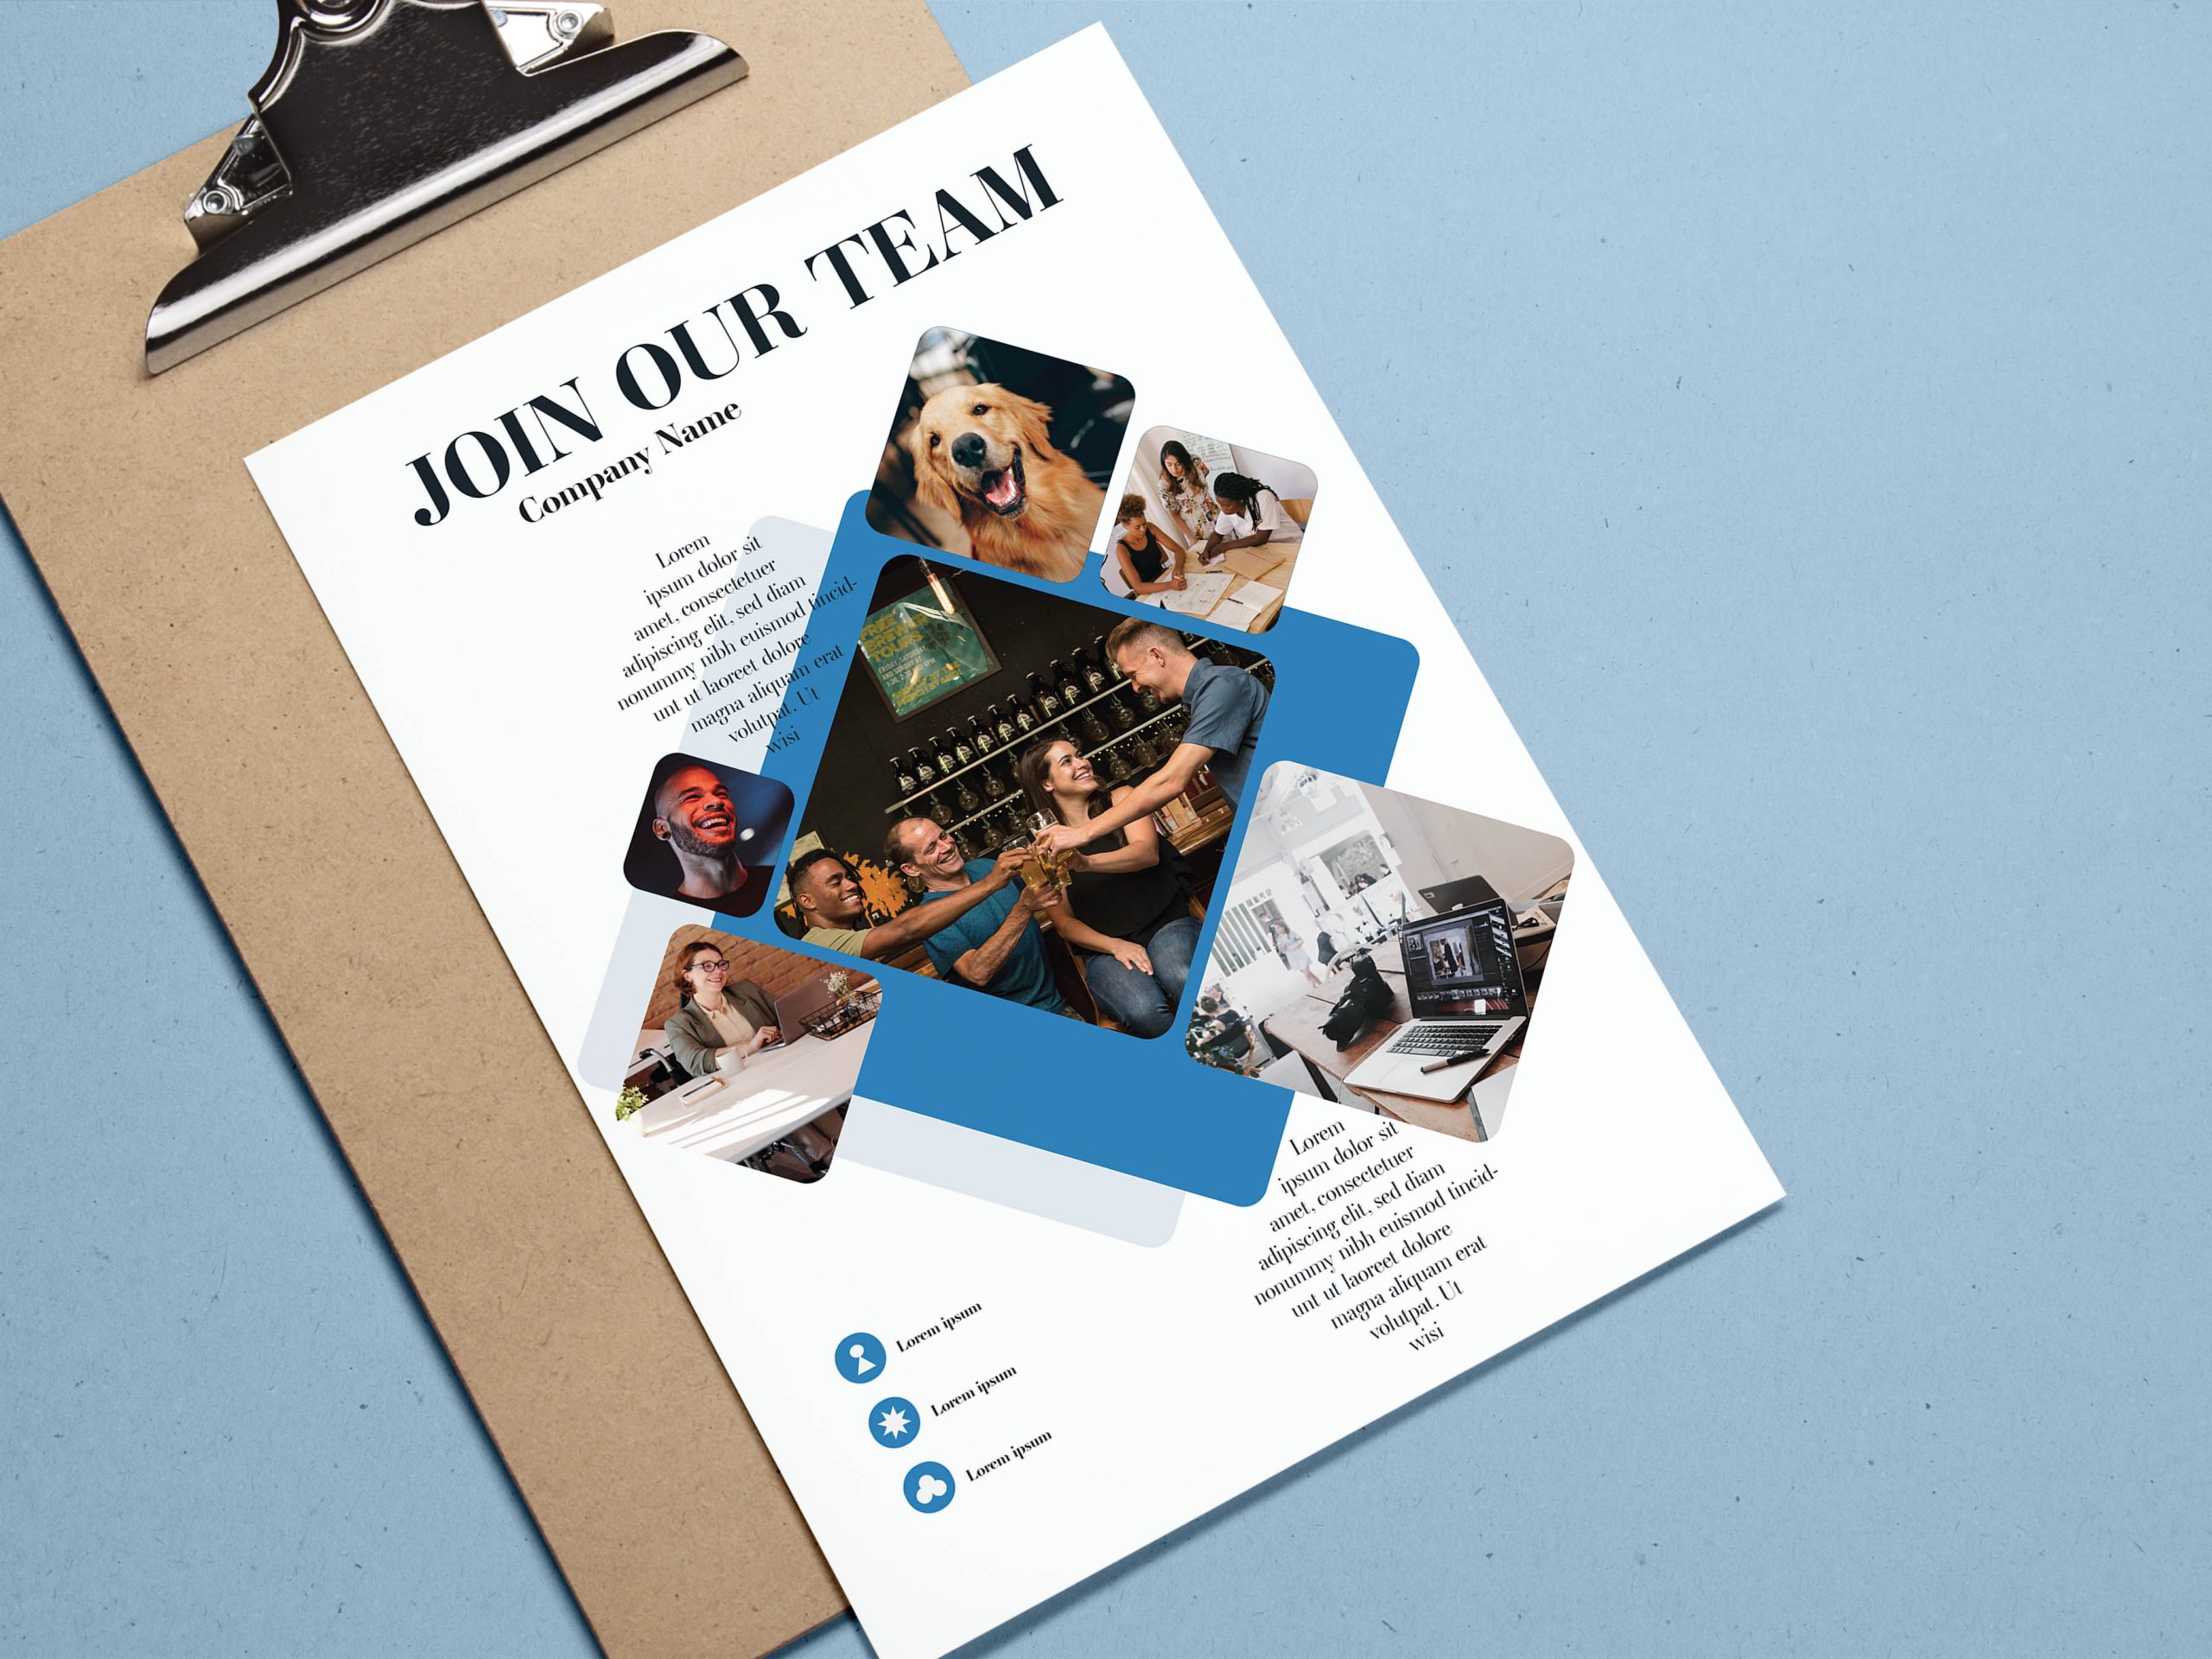 JOIN OUR TEAM
Company Name
Lorem
ipsum dolor sit
amet, consectetuer
adipiscing elit, sed diam
nonummy nibh euismod tincid-
unt ut laoreet dolore
magna aliquam erat
volutpat. Ut
wisi
FREE
BREWERY
TOURS
Lorem
ipsum dolor sit
amet, consectetuer
adipiscing elit, sed diam
nonummy nibh euismod tincid-
unt ut laoreet dolore
magna aliquam erat
volutpat. Ut
wisi
Lorem ipsum
Lorem ipsum
Lorem ipsum